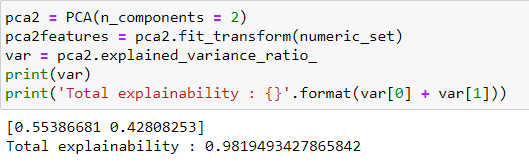 pca2 = PCA(n_components = 2)
pca2features = pca2.fit_transform(numeric_set)
var = pca2.explained_variance_ratio_
print(var)
print('Total explainability : {}'.format(var[0] + var[1]))
[0.55386681 0.42808253]
Total explainability : 0.9819493427865842